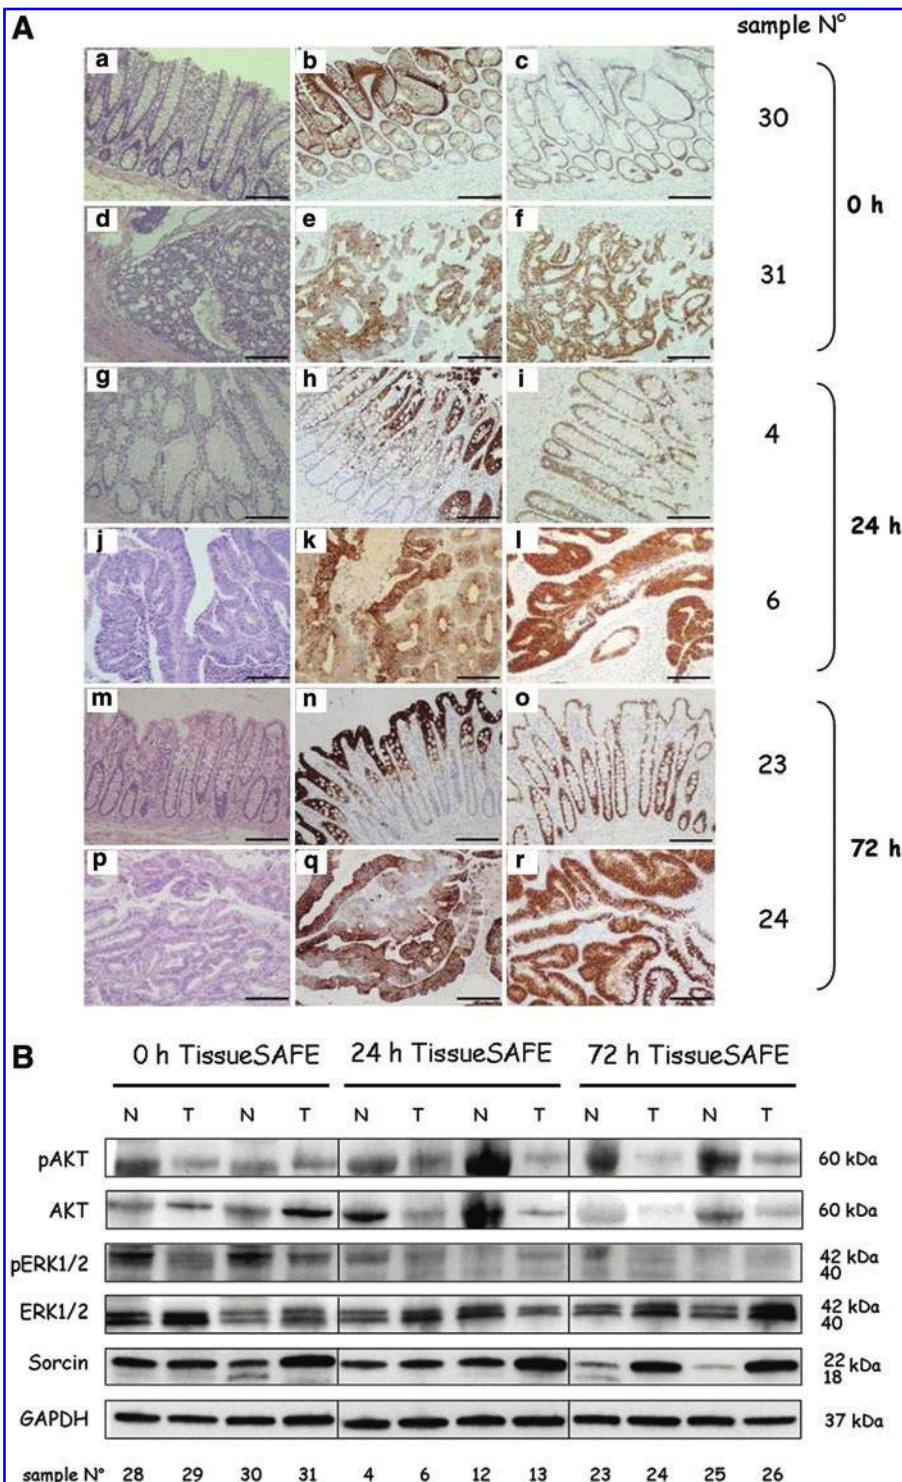 A
sample N°
a b c
30
0 h
d e f
31
g h i
4
24 h
j k l
6
m n o
23
72 h
p q r
24
B
0 h TissueSAFE 24 h TissueSAFE 72 h TissueSAFE
N T N T N T N T N T N T
pAKT 60 kDa
AKT 60 kDa
pERK1/2 42 kDa
40
ERK1/2 42 kDa
40
Sorcin 22 kDa
18
GAPDH 37 kDa
sample N° 28 29 30 31 4 6 12 13 23 24 25 26